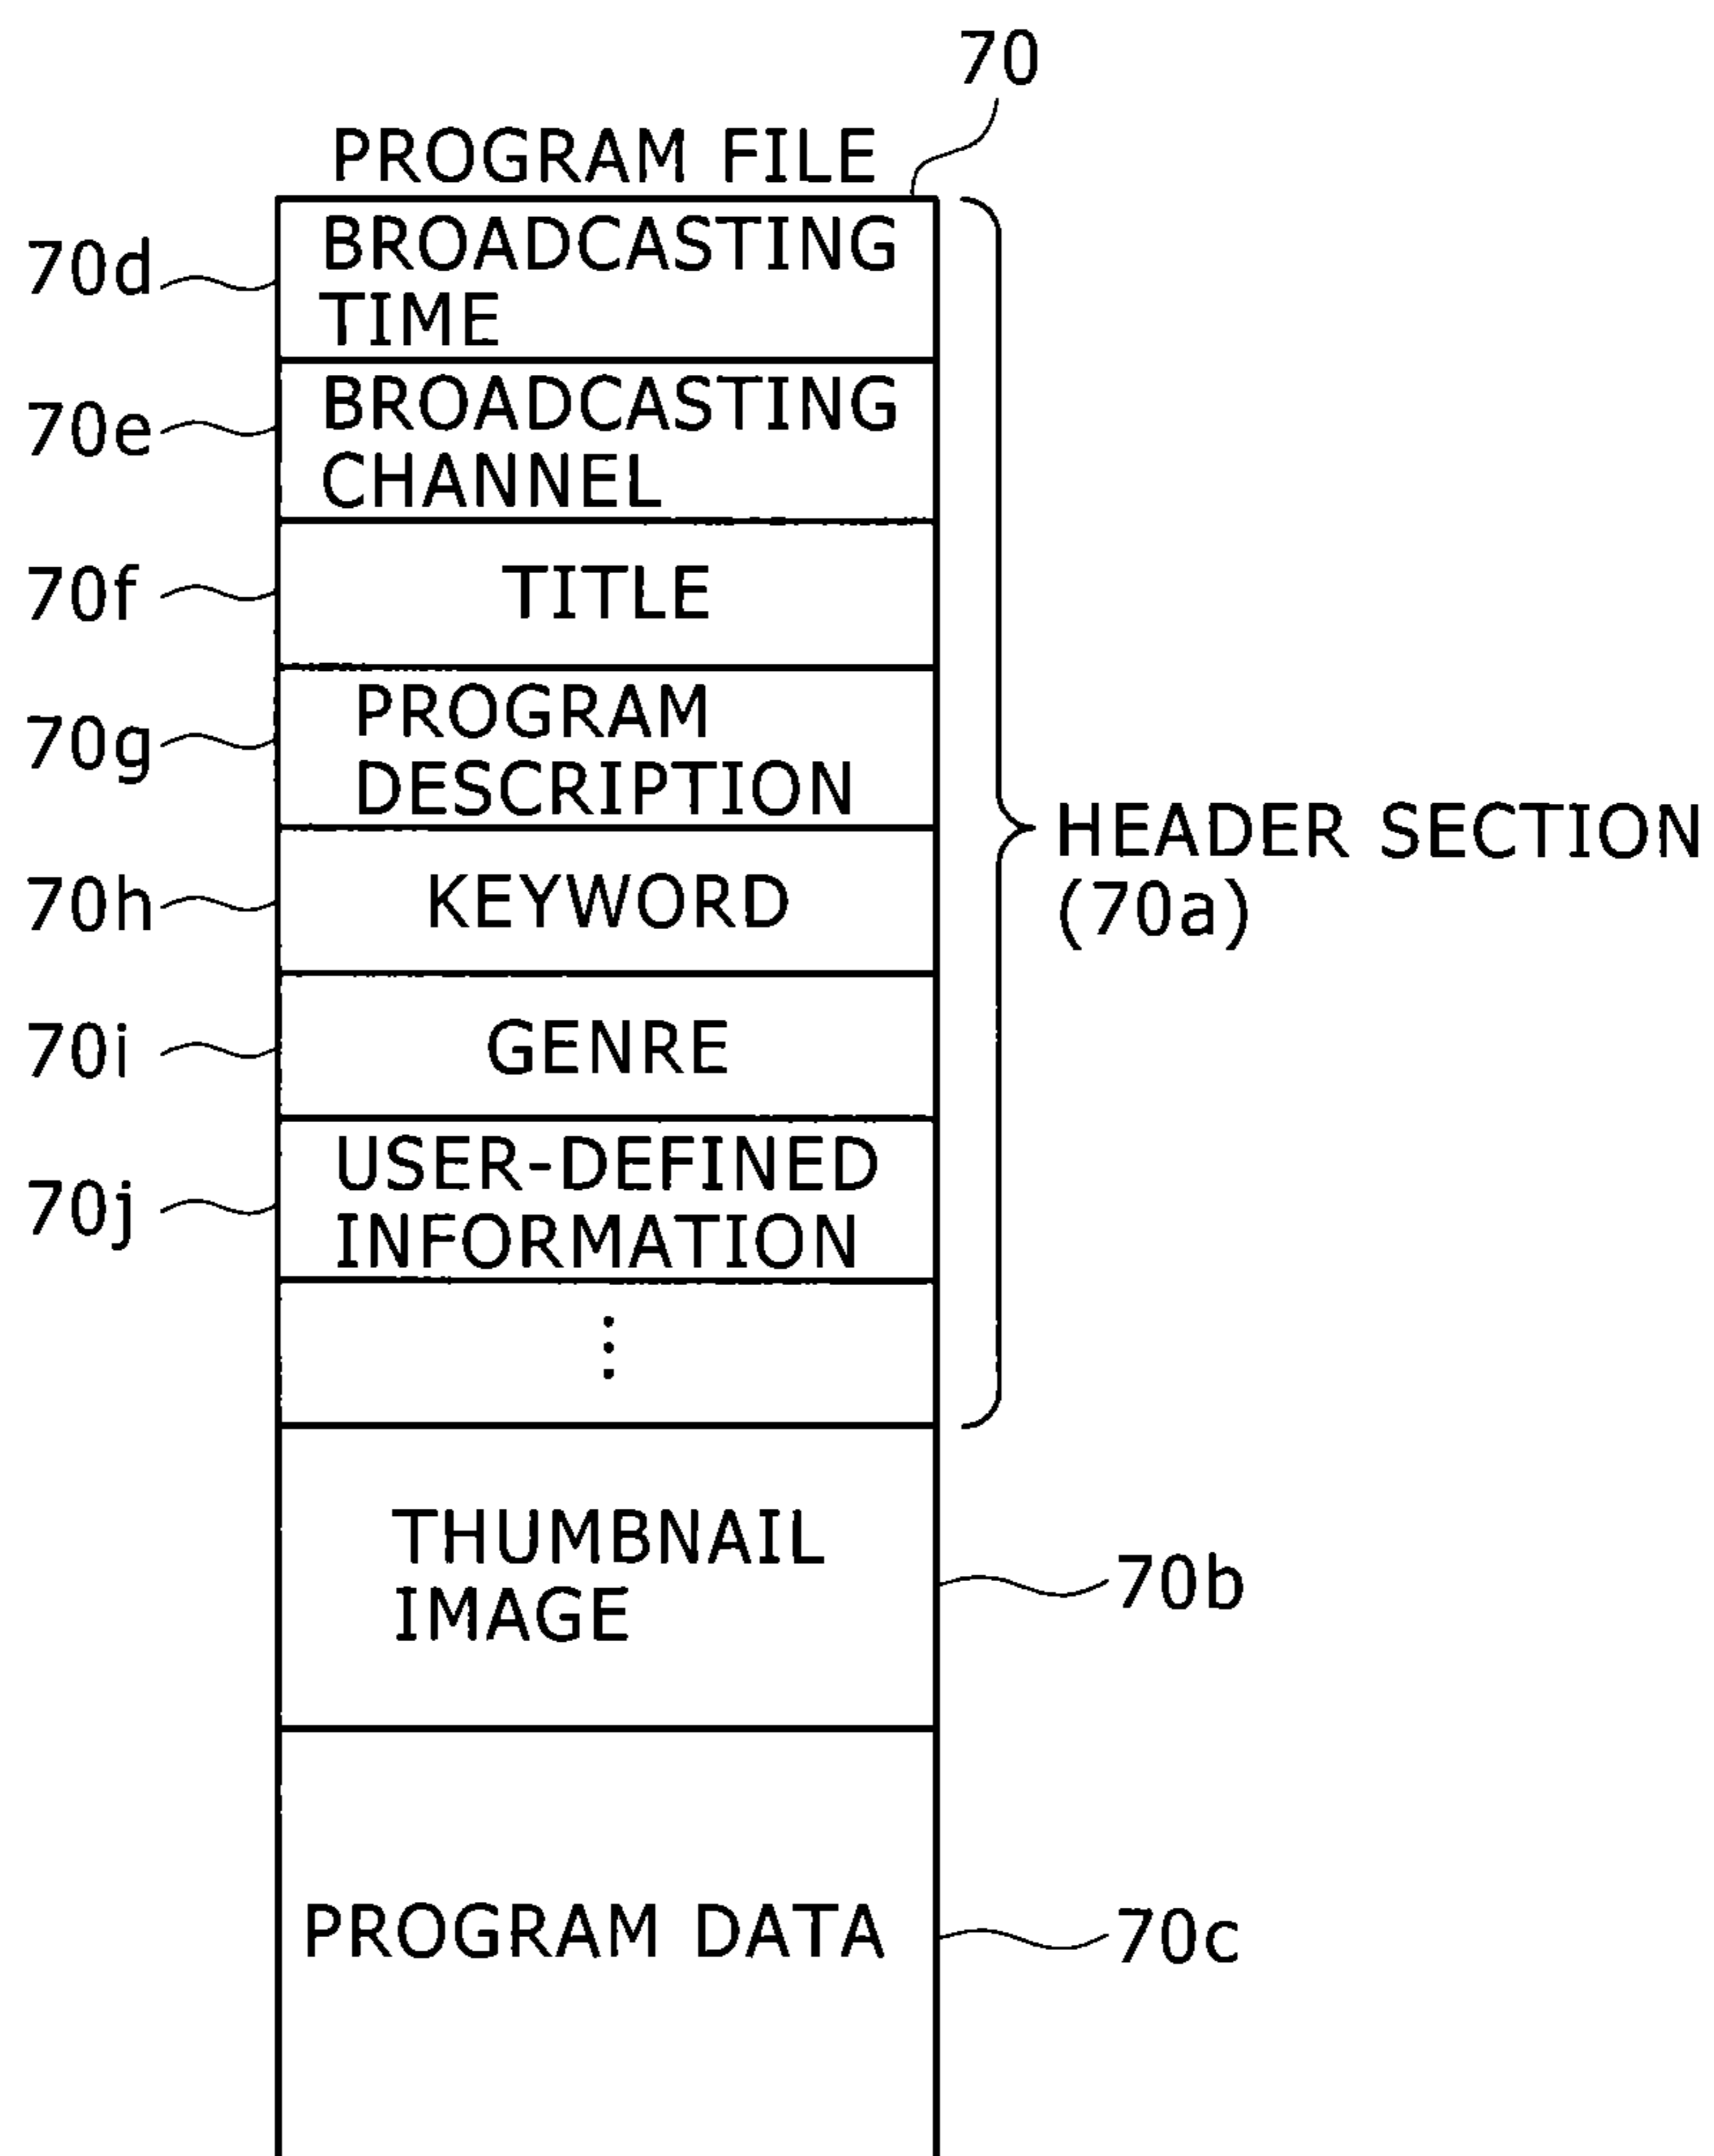 70
PROGRAM FILE
70d
BROADCASTING
TIME
70e
BROADCASTING
CHANNEL
70f
TITLE
70g
PROGRAM
DESCRIPTION
HEADER SECTION
(70a)
70h
KEYWORD
70i
GENRE
70j
USER-DEFINED
INFORMATION
⋮
THUMBNAIL
IMAGE
70b
PROGRAM DATA
70c